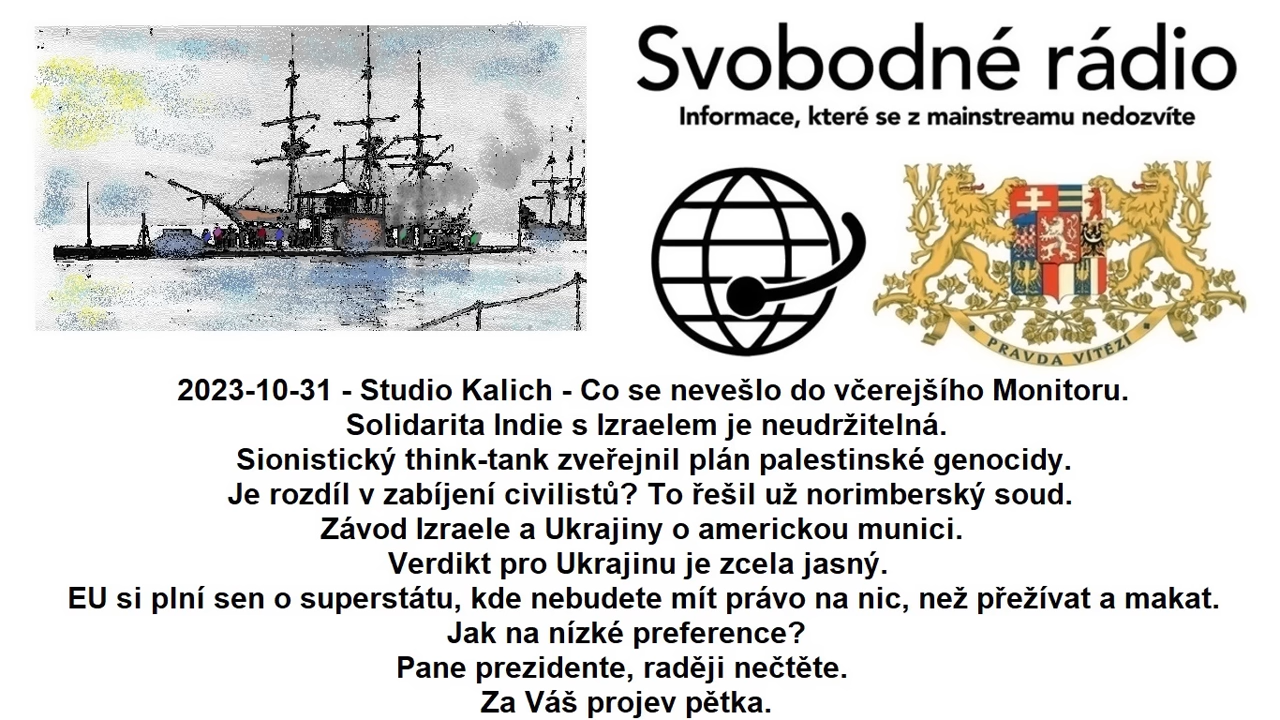 Svobodné rádio
Informace, které se z mainstreamu nedozvíte
PRAVDA VÍTĚZÍ
2023-10-31 - Studio Kalich - Co se nevešlo do včerejšího Monitoru.
Solidarita Indie s Izraelem je neudržitelná.
Sionistický think-tank zveřejnil plán palestinské genocidy.
Je rozdíl v zabíjení civilistů? To řešil už norimberský soud.
Závod Izraele a Ukrajiny o americkou munici.
Verdikt pro Ukrajinu je zcela jasný.
EU si plní sen o superstátu, kde nebudete mít právo na nic, než přežívat a makat.
Jak na nízké preference?
Pane prezidente, raději nečtěte.
Za Váš projev pětka.